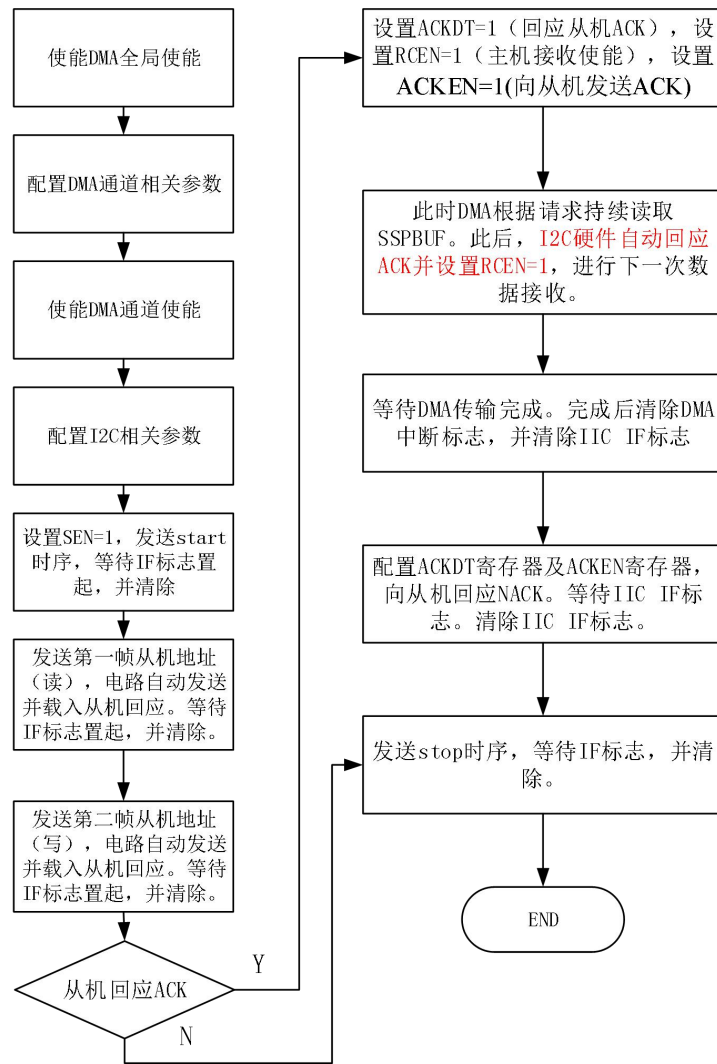 使能DMA全局使能
配置DMA通道相关参数
使能DMA通道使能
配置I2C相关参数
设置SEN=1，发送start
时序，等待IF标志置
起，并清除
发送第一帧从机地址
（读），电路自动发送
并载入从机回应。等待
IF标志置起，并清除。
发送第二帧从机地址
（写），电路自动发送
并载入从机回应。等待
IF标志置起，并清除。
从机回应ACK
Y
N
设置ACKDT=1（回应从机ACK），设
置RCEN=1（主机接收使能），设置
ACKEN=1(向从机发送ACK)
此时DMA根据请求持续读取
SSPBUF。此后，I2C硬件自动回应
ACK并设置RCEN=1，进行下一次数
据接收。
等待DMA传输完成。完成后清除DMA
中断标志，并清除IIC IF标志
配置ACKDT寄存器及ACKEN寄存器，
向从机回应NACK。等待IIC IF标
志。清除IIC IF标志。
发送stop时序，等待IF标志，并清
除。
END